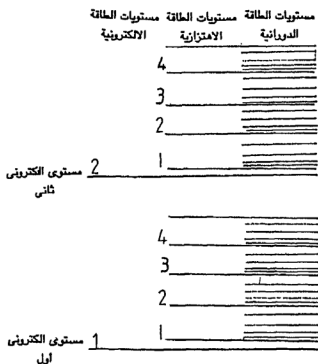 مستويات الطاقة مستويات الطاقة مستويات الطاقة
الدورانية الاهتزازية الالكترونية
4
3
2
1
2 مستوى الكترونى
ثانى
4
3
2
1
1 مستوى الكترونى
أول